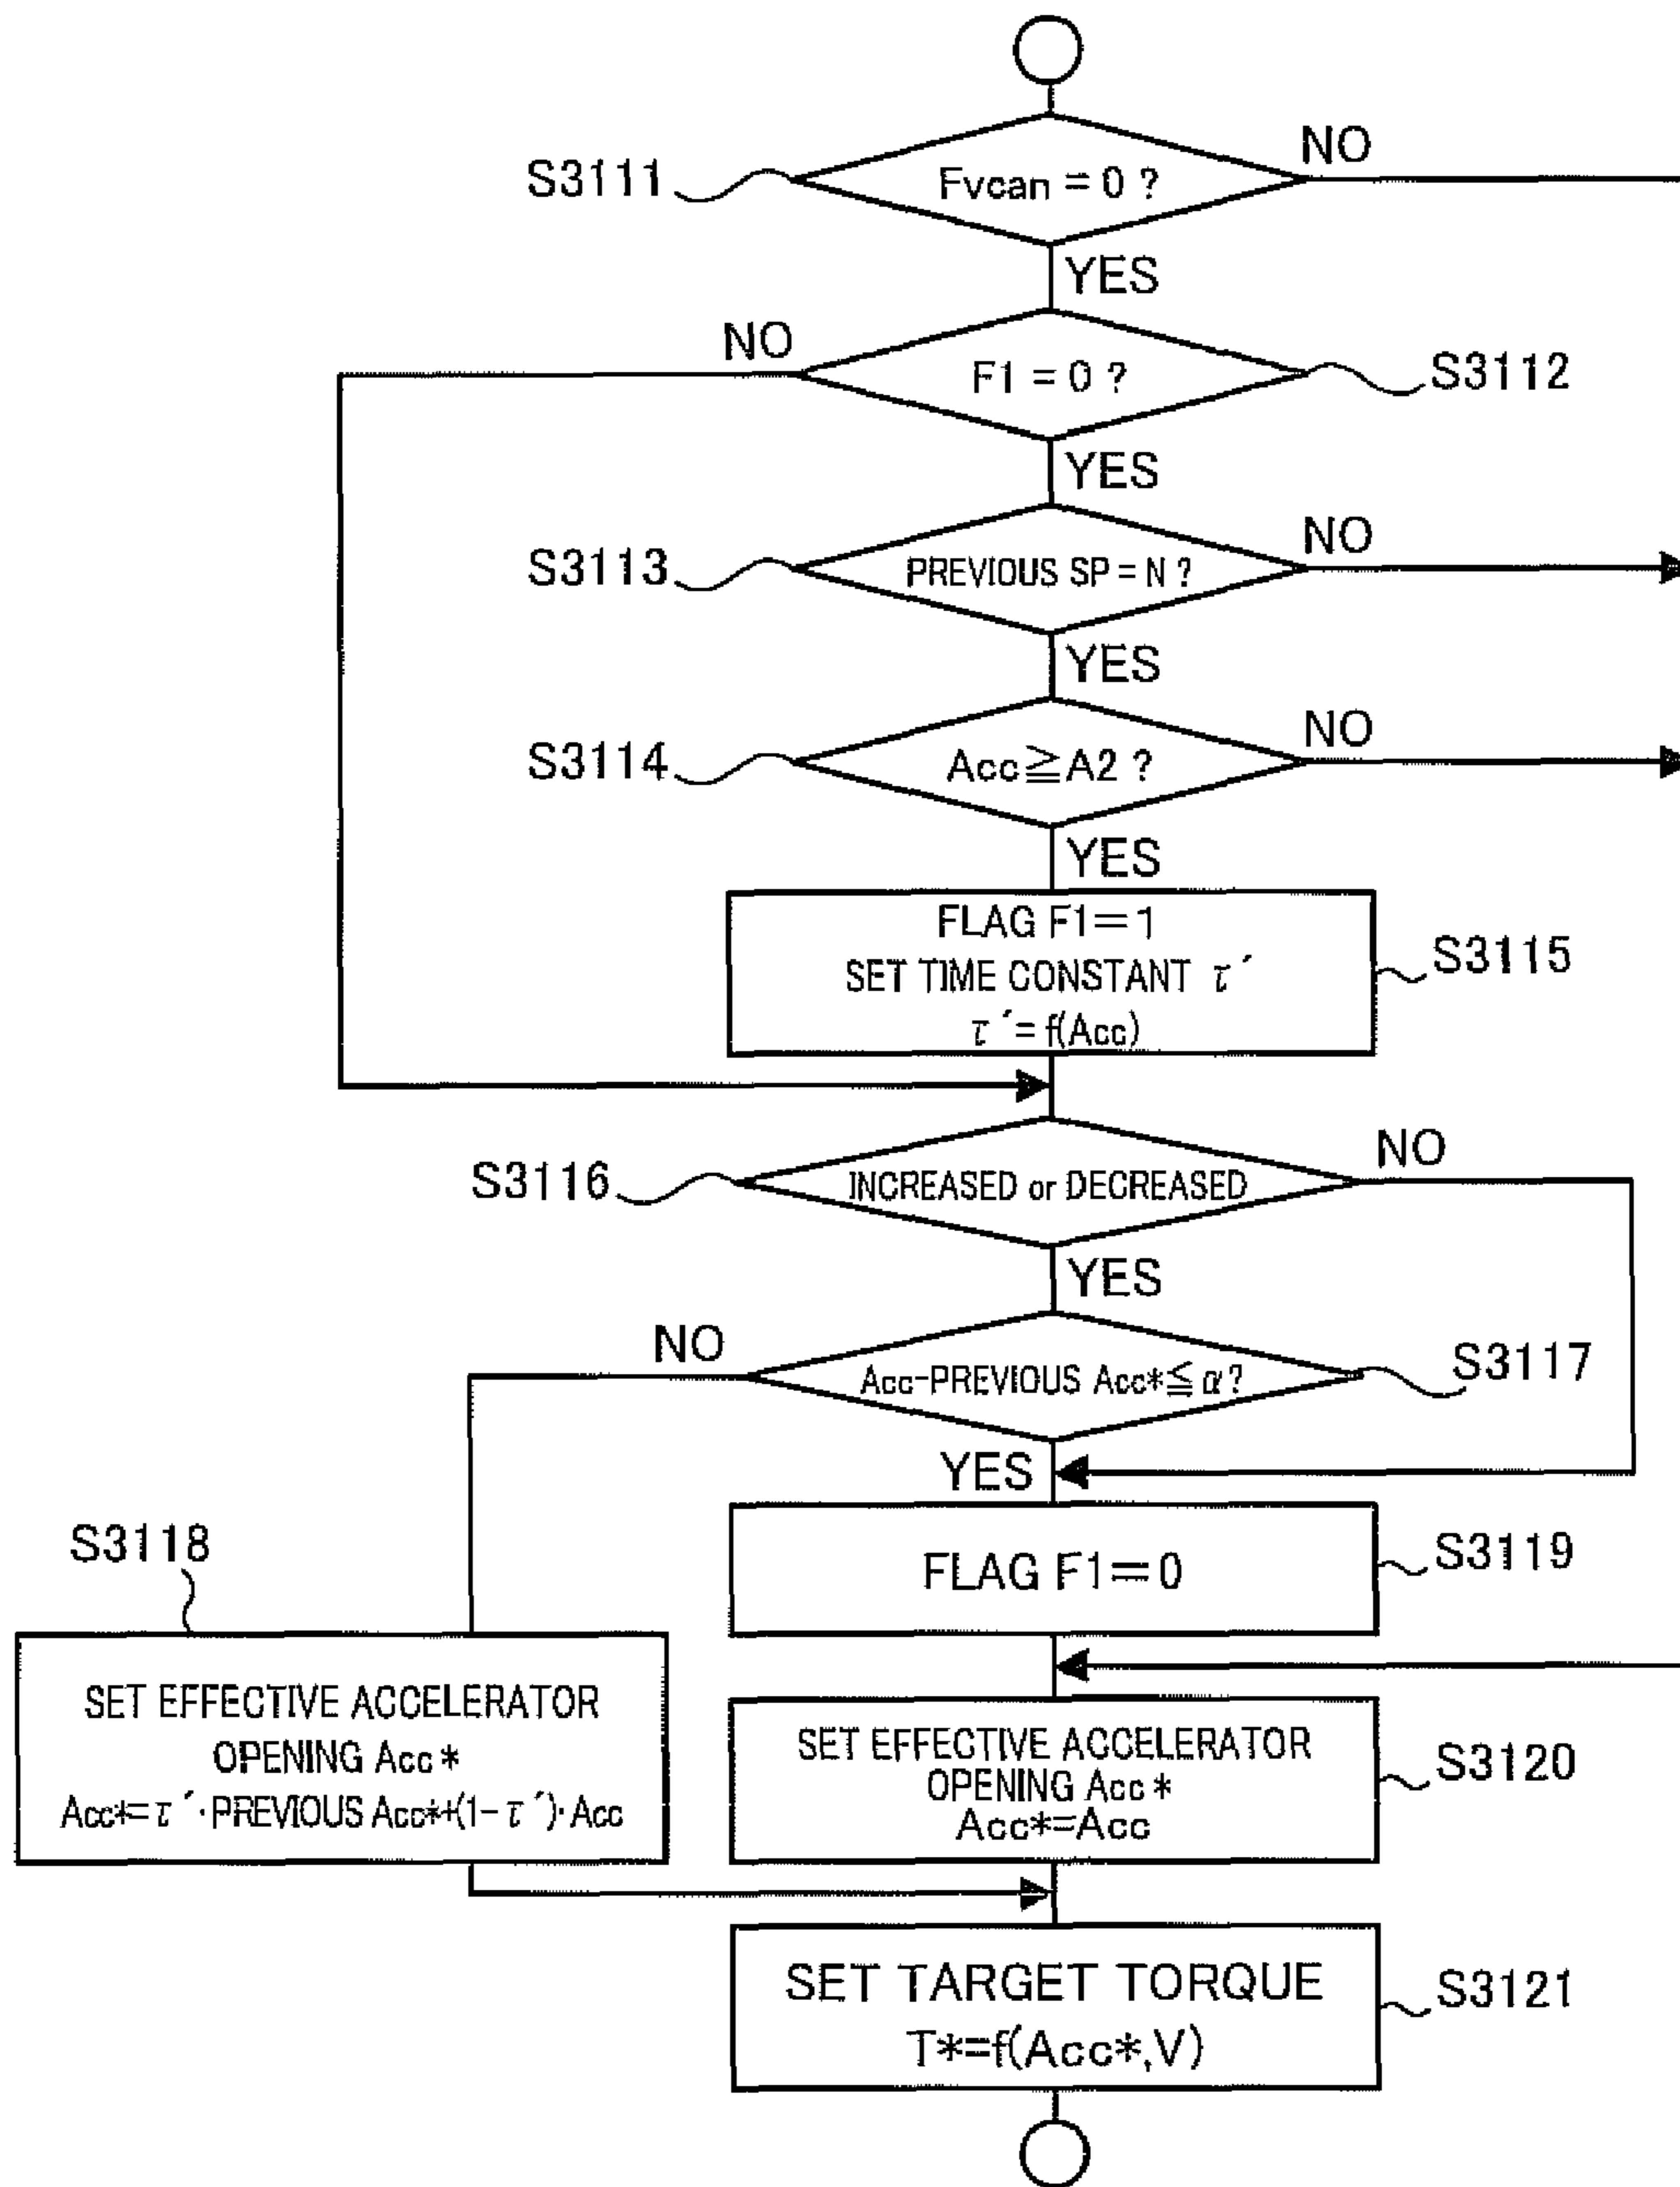 NO
S3111
Fvcan = 0 ?
YES
NO
F1 = 0 ?
S3112
YES
NO
S3113
PREVIOUS SP = N ?
YES
NO
S3114
Acc≧A2 ?
YES
FLAG F1=1
SET TIME CONSTANT τ´
τ´= f(Acc)
S3115
NO
S3116
INCREASED or DECREASED
YES
NO
Acc-PREVIOUS Acc*≦α?
S3117
YES
S3118
FLAG F1=0
S3119
SET EFFECTIVE ACCELERATOR
OPENING Acc*
Acc*=τ´·PREVIOUS Acc*+(1-τ´)·Acc
SET EFFECTIVE ACCELERATOR
OPENING Acc*
Acc*=Acc
S3120
SET TARGET TORQUE
T*=f(Acc*,V)
S3121